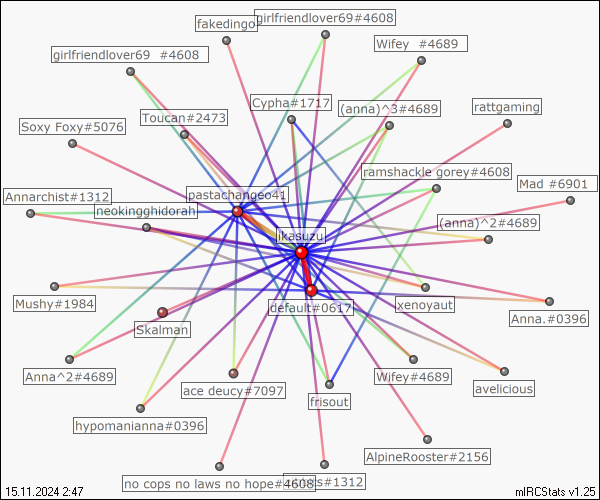 fakedingo
girlfriendlover69#4608
girlfriendlover69 #4608
Wifey #4689
Cypha#1717
(anna)^3#4689
rattgaming
Toucan#2473
Soxy Foxy#5076
ramshackle gorey#4608
Mad #6901
Annarchist#1312
pastachangeo41
neokingghidorah
(anna)^2#4689
likasuzu
Mushy#1984
default#0617
xenoyaut
Anna.#0396
Skalman
Anna^2#4689
ace deucy#7097
Wifey#4689
avelicious
frisout
hypomanianna#0396
AlpineRooster#2156
no cops no laws no hope#4608
#1312
15.11.2024 2:47
mIRCStats v1.25